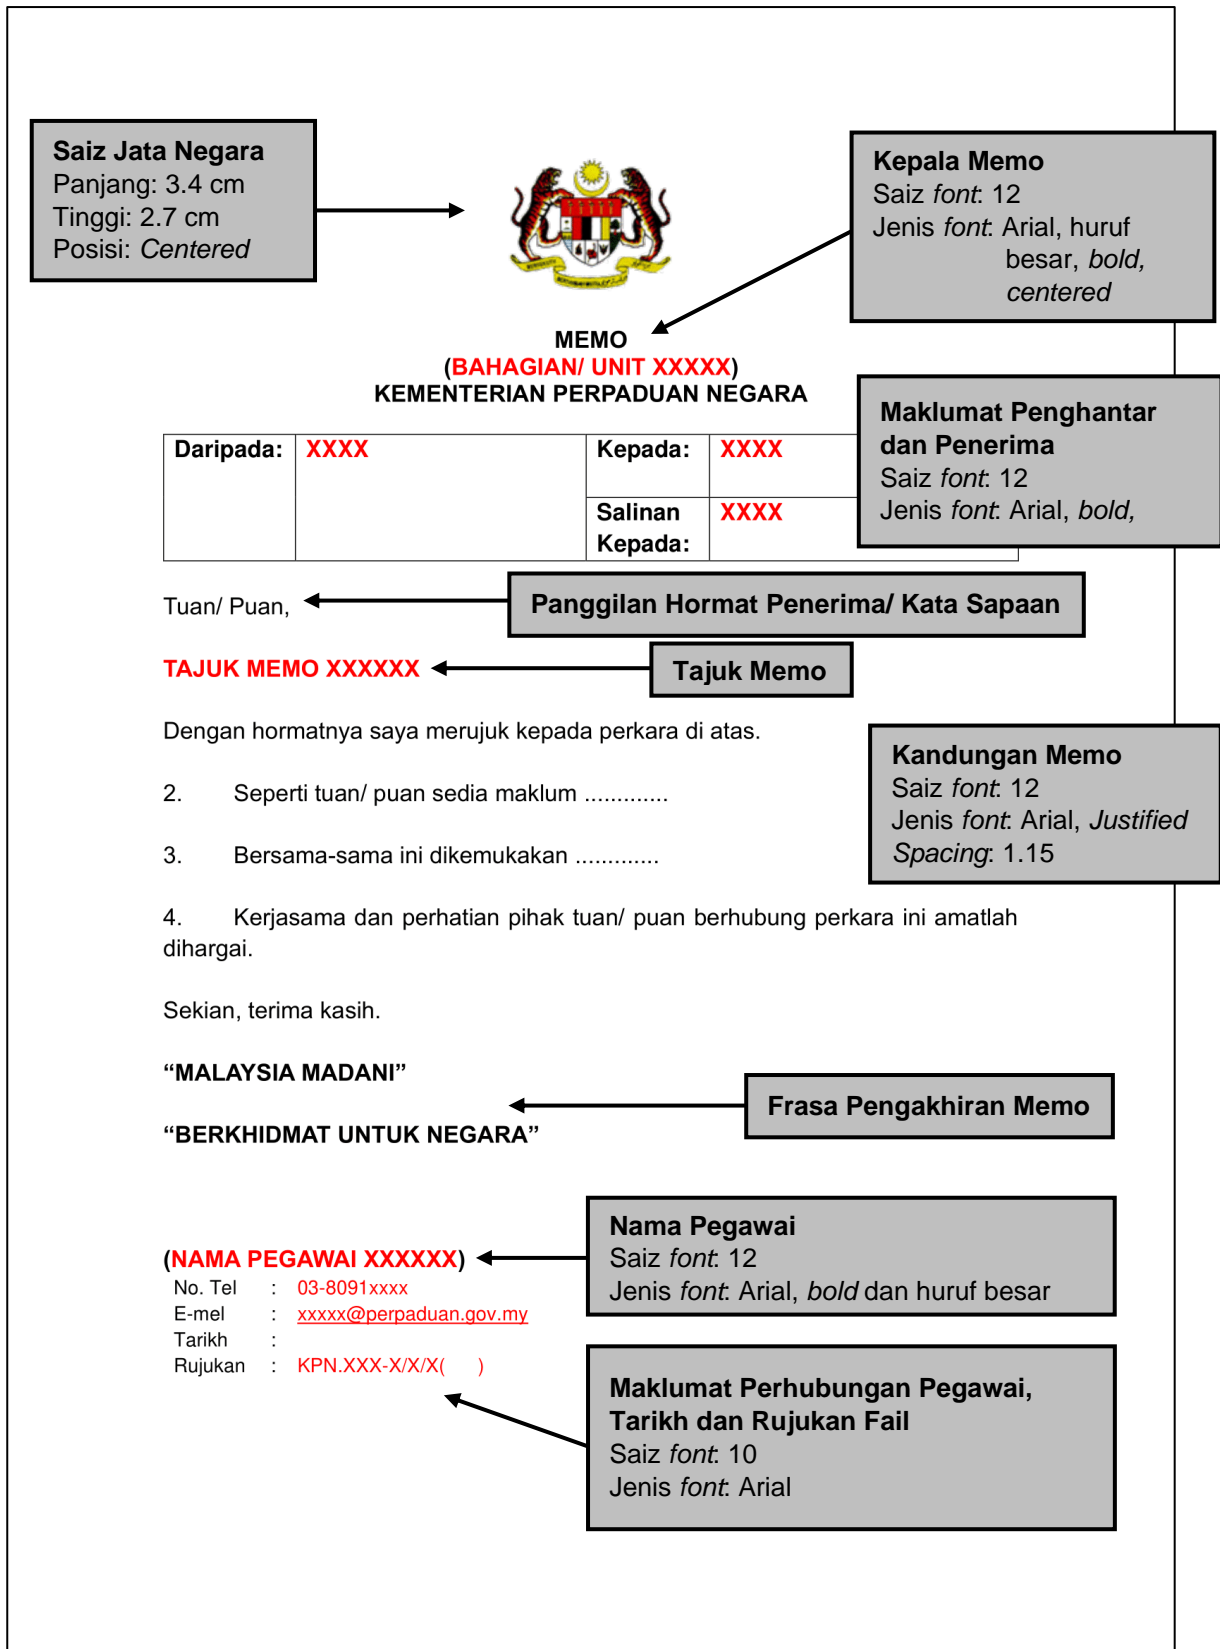 Saiz Jata Negara
Panjang: 3.4 cm
Tinggi: 2.7 cm
Posisi: Centered
Kepala Memo
Saiz font: 12
Jenis font: Arial, huruf
besar, bold,
centered
MEMO
(BAHAGIAN/ UNIT XXXXX)
KEMENTERIAN PERPADUAN NEGARA
Maklumat Penghantar
dan Penerima
Saiz font: 12
Jenis font: Arial, bold,
Daripada: XXXX Kepada: XXXX
Salinan XXXX
Kepada:
Tuan/ Puan,
Panggilan Hormat Penerima/ Kata Sapaan
TAJUK MEMO XXXXXX
Tajuk Memo
Dengan hormatnya saya merujuk kepada perkara di atas.
Kandungan Memo
Saiz font: 12
Jenis font: Arial, Justified
Spacing: 1.15
2. Seperti tuan/ puan sedia maklum .............
3. Bersama-sama ini dikemukakan .............
4. Kerjasama dan perhatian pihak tuan/ puan berhubung perkara ini amatlah
dihargai.
Sekian, terima kasih.
“MALAYSIA MADANI”
Frasa Pengakhiran Memo
“BERKHIDMAT UNTUK NEGARA”
Nama Pegawai
Saiz font: 12
Jenis font: Arial, bold dan huruf besar
(NAMA PEGAWAI XXXXXX)
No. Tel : 03-8091xxxx
E-mel : xxxxx@perpaduan.gov.my
Tarikh :
Rujukan : KPN.XXX-X/X/X( )
Maklumat Perhubungan Pegawai,
Tarikh dan Rujukan Fail
Saiz font: 10
Jenis font: Arial